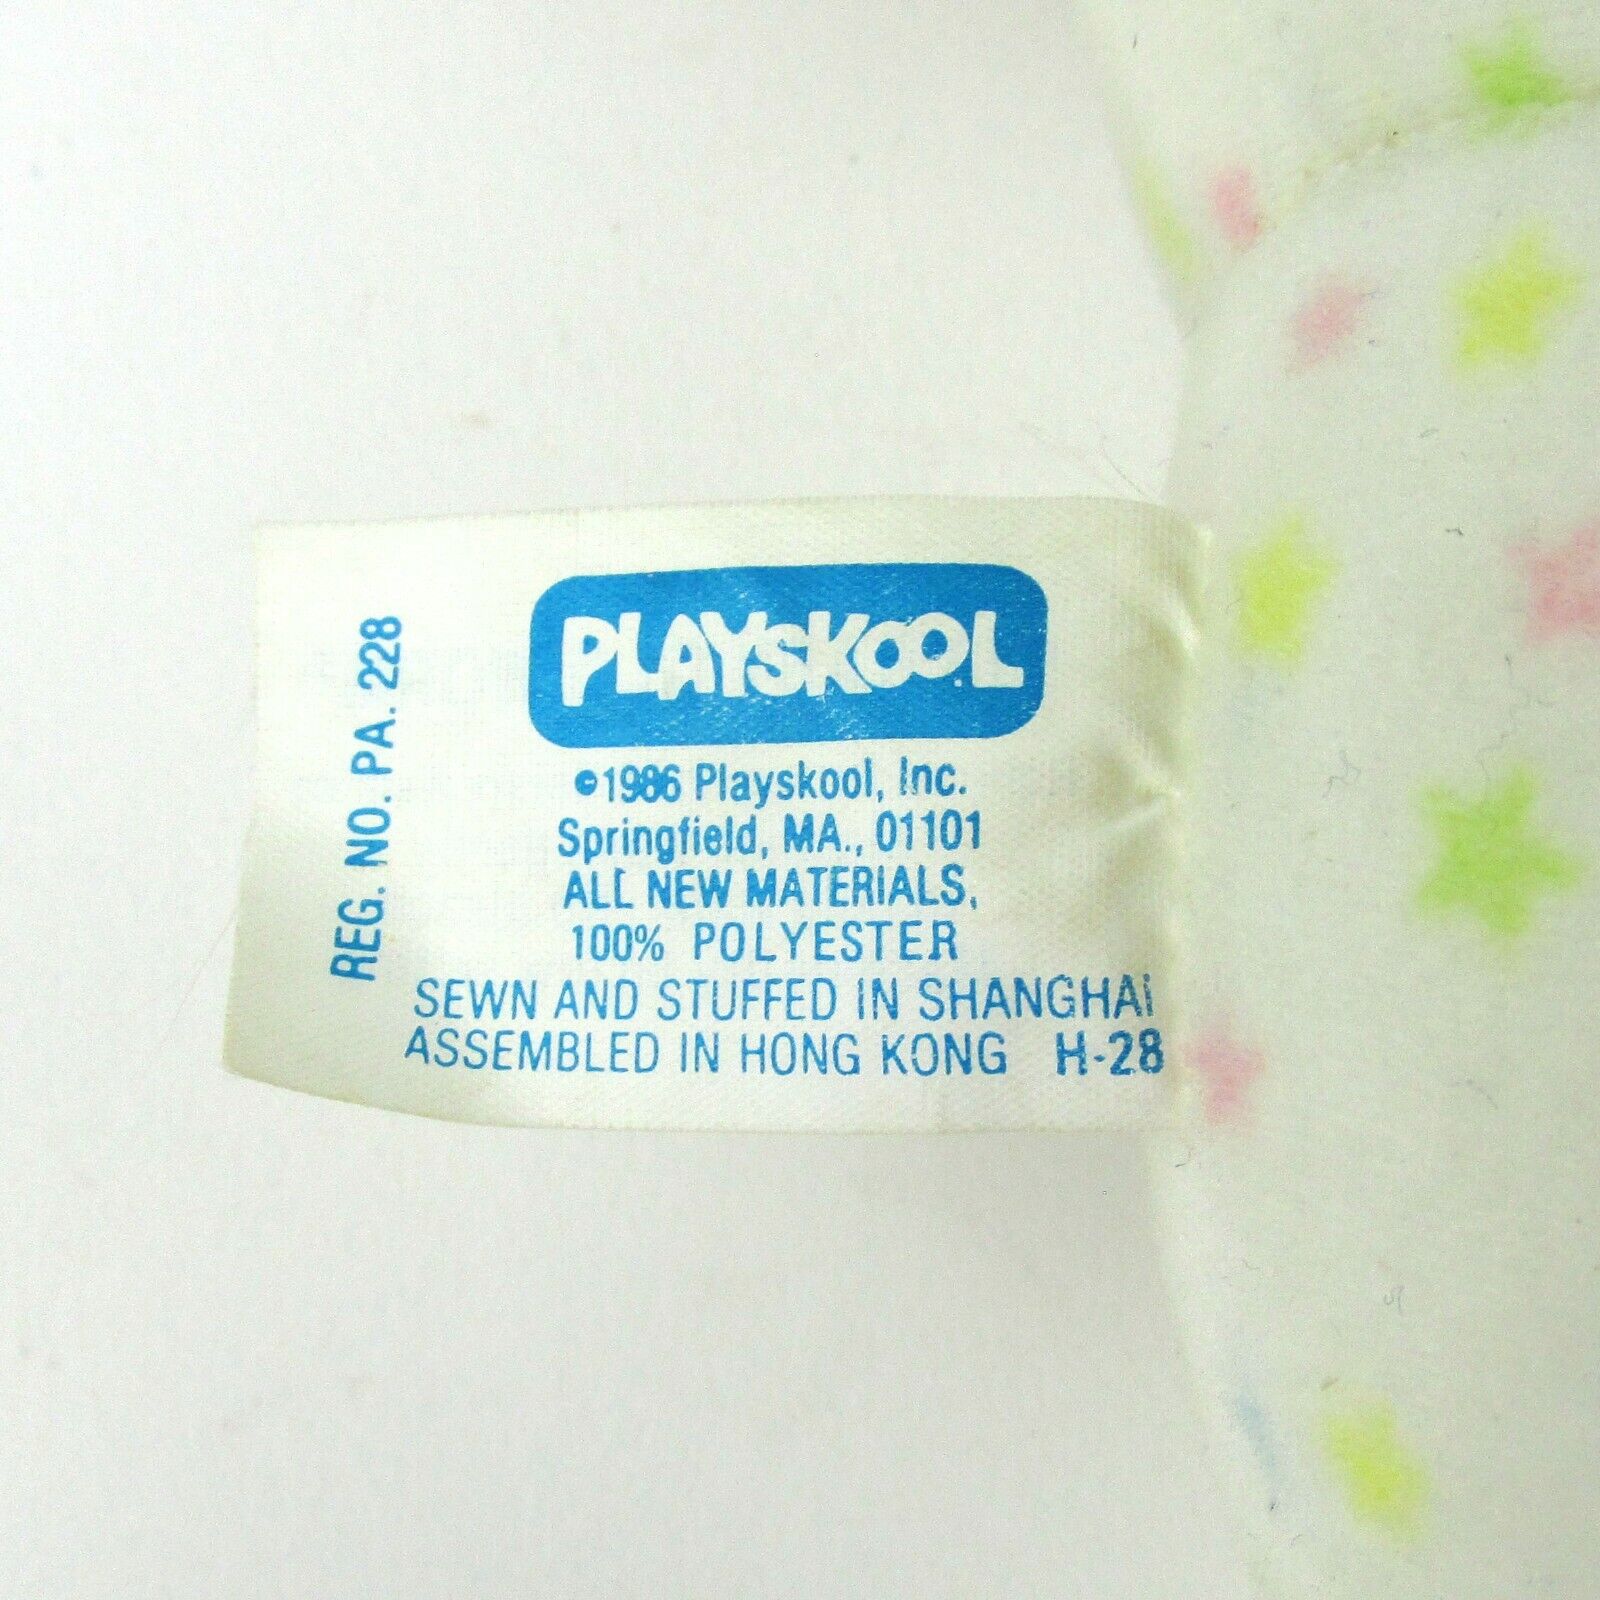 PLAYSKOOL
©1986 Playskool, Inc.
Springfield, MA., 01101
ALL NEW MATERIALS,
100% POLYESTER
SEWN AND STUFFED IN SHANGHAI
ASSEMBLED IN HONG KONG H-28
REG. NO. PA. 228